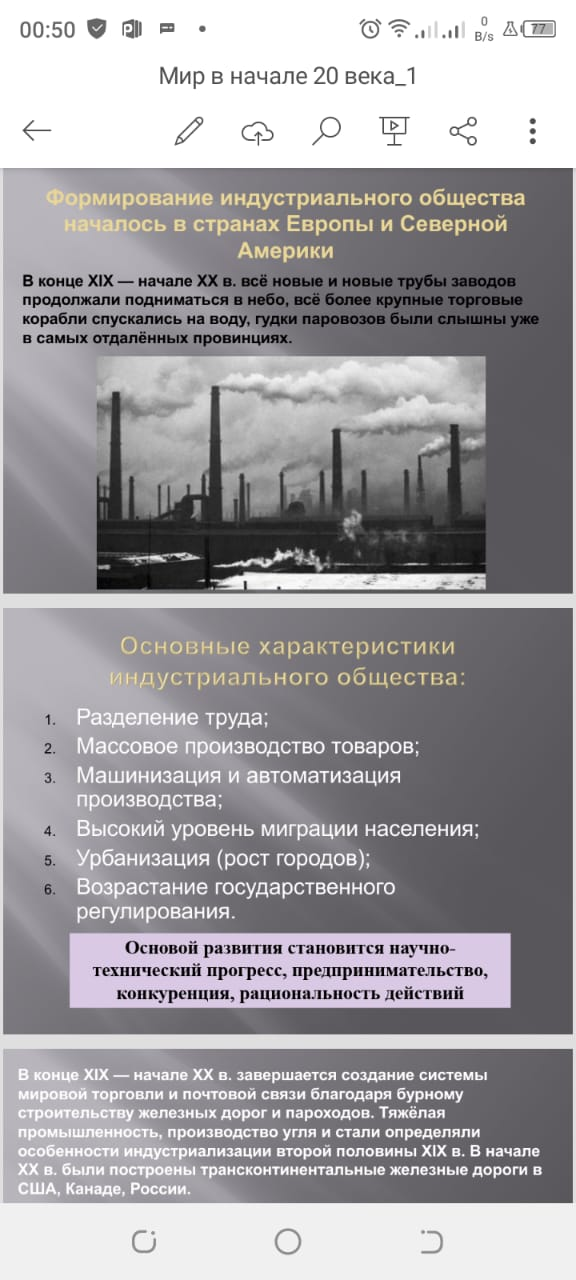 00:50
0
B/s
77
Мир в начале 20 века_1
Формирование индустриального общества
началось в странах Европы и Северной
Америки
В конце XIX — начале XX в. всё новые и новые трубы заводов
продолжали подниматься в небо, всё более крупные торговые
корабли спускались на воду, гудки паровозов были слышны уже
в самых отдалённых провинциях.
Основные характеристики
индустриального общества:
1. Разделение труда;
2. Массовое производство товаров;
3. Машинизация и автоматизация
производства;
4. Высокий уровень миграции населения;
5. Урбанизация (рост городов);
6. Возрастание государственного
регулирования.
Основой развития становится научно-
технический прогресс, предпринимательство,
конкуренция, рациональность действий
В конце XIX — начале XX в. завершается создание системы
мировой торговли и почтовой связи благодаря бурному
строительству железных дорог и пароходов. Тяжёлая
промышленность, производство угля и стали определяли
особенности индустриализации второй половины XIX в. В начале
XX в. были построены трансконтинентальные железные дороги в
США, Канаде, России.